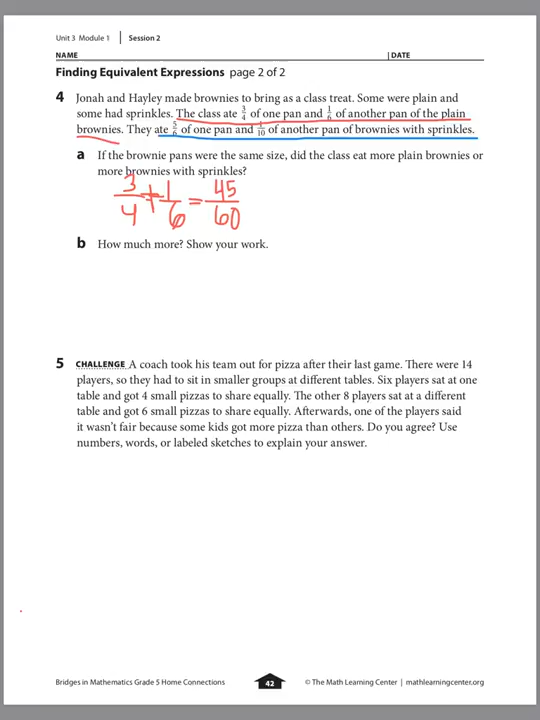 Unit 3 Module 1 | Session 2
NAME | DATE
Finding Equivalent Expressions page 2 of 2
4 Jonah and Hayley made brownies to bring as a class treat. Some were plain and
some had sprinkles. The class ate 3/4 of one pan and 1/6 of another pan of the plain
brownies. They ate 5/6 of one pan and 1/10 of another pan of brownies with sprinkles.
a If the brownie pans were the same size, did the class eat more plain brownies or
more brownies with sprinkles?
3/4 + 1/6 = 45/60
b How much more? Show your work.
5 CHALLENGE A coach took his team out for pizza after their last game. There were 14
players, so they had to sit in smaller groups at different tables. Six players sat at one
table and got 4 small pizzas to share equally. The other 8 players sat at a different
table and got 6 small pizzas to share equally. Afterwards, one of the players said
it wasn't fair because some kids got more pizza than others. Do you agree? Use
numbers, words, or labeled sketches to explain your answer.
Bridges in Mathematics Grade 5 Home Connections 42 © The Math Learning Center | mathlearningcenter.org